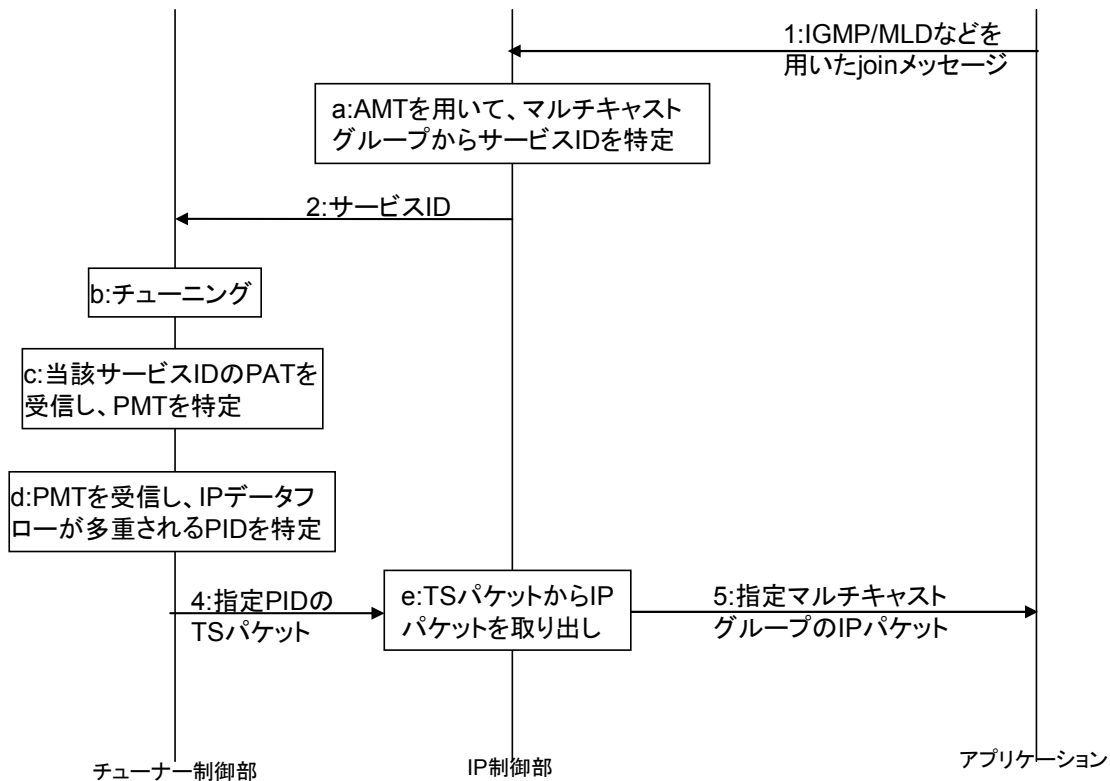 1:IGMP/MLDなどを
用いたjoinメッセージ
a:AMTを用いて、マルチキャスト
グループからサービスIDを特定
2:サービスID
b:チューニング
c:当該サービスIDのPATを
受信し、PMTを特定
d:PMTを受信し、IPデータフ
ローが多重されるPIDを特定
4:指定PIDの
TSパケット
e:TSパケットからIP
パケットを取り出し
5:指定マルチキャスト
グループのIPパケット
チューナー制御部
IP制御部
アプリケーション